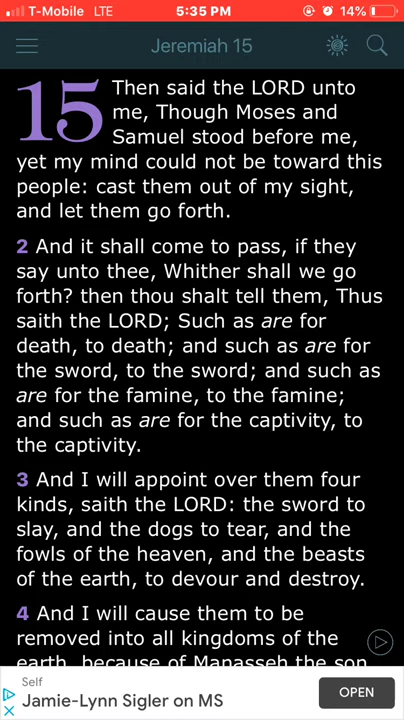 T-Mobile LTE 5:35 PM 14%
Jeremiah 15
15 Then said the LORD unto
me, Though Moses and
Samuel stood before me,
yet my mind could not be toward this
people: cast them out of my sight,
and let them go forth.
2 And it shall come to pass, if they
say unto thee, Whither shall we go
forth? then thou shalt tell them, Thus
saith the LORD; Such as are for
death, to death; and such as are for
the sword, to the sword; and such as
are for the famine, to the famine;
and such as are for the captivity, to
the captivity.
3 And I will appoint over them four
kinds, saith the LORD: the sword to
slay, and the dogs to tear, and the
fowls of the heaven, and the beasts
of the earth, to devour and destroy.
4 And I will cause them to be
removed into all kingdoms of the
earth, because of Manasseh the son
Self
Jamie-Lynn Sigler on MS
OPEN